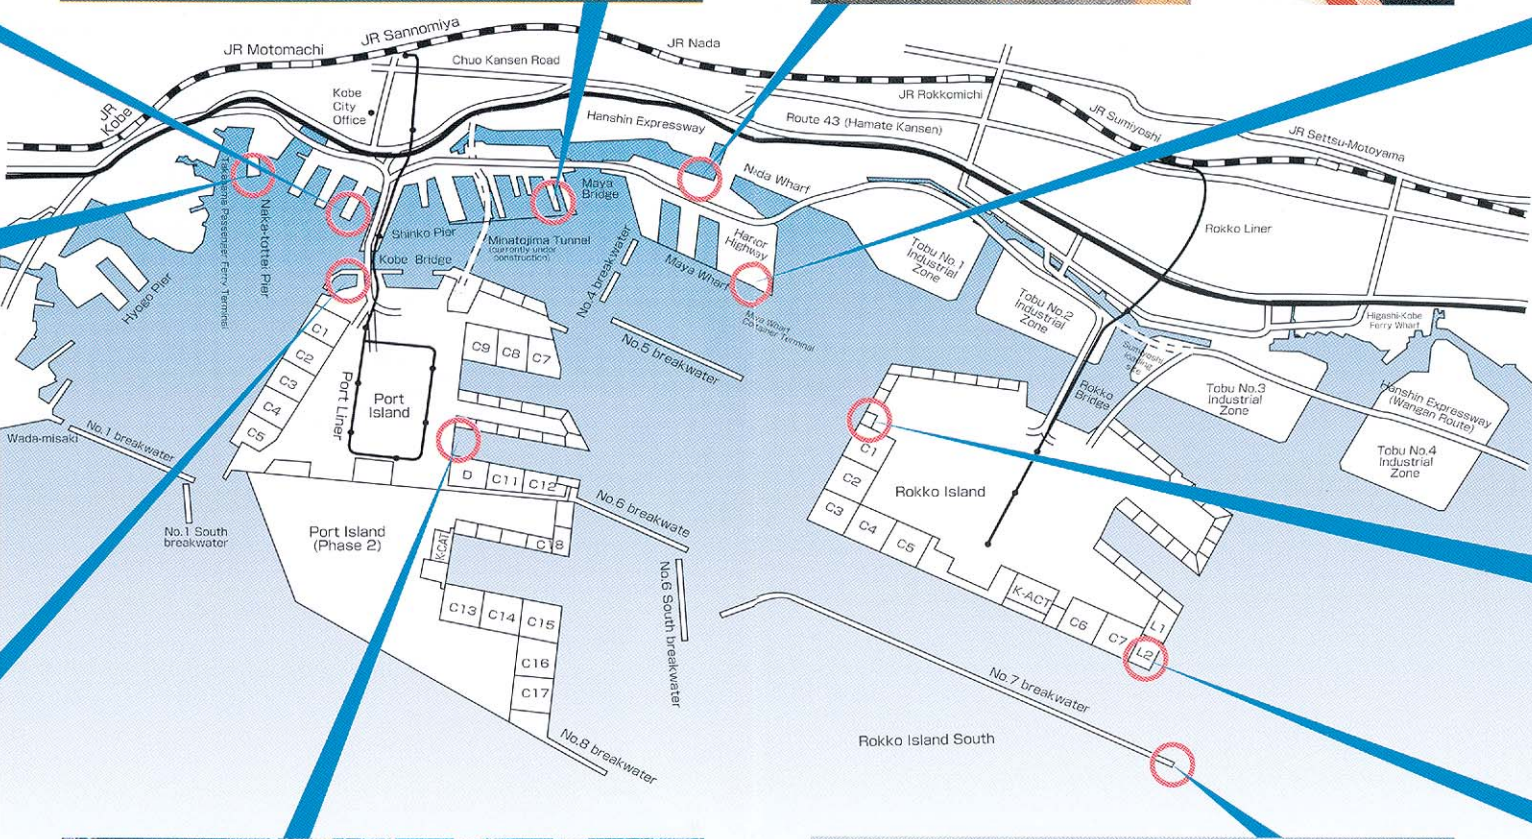 JR Sannomiya
JR Motomachi
JR Nada
Chuo Kansen Road
JR Rokkomichi
JR
Kobe
Kobe
City
Office
JR Sumiyoshi
JR Settsu-Motoyama
Hanshin Expressway
Route 43 (Hamate Kansen)
Takahama Passenger Ferry Terminal
Naka-tottei Pier
Hyogo Pier
Shinko Pier
Kobe Bridge
Minatojima Tunnel
(currently under
construction)
Maya
Bridge
Nada Wharf
Harbor
Highway
Maya Wharf
Maya Wharf
Container Terminal
Tobu No.1
Industrial
Zone
Tobu No.2
Industrial
Zone
Rokko Liner
Higashi-Kobe
Ferry Wharf
Rokko
Bridge
Tobu No.3
Industrial
Zone
Hanshin Expressway
(Wangan Route)
Tobu No.4
Industrial
Zone
No.4 breakwater
No.5 breakwater
C1
C2
C3
C4
C5
Port Liner
Port
Island
C9
C8
C7
Wada-misaki
No.1 breakwater
No.1 South
breakwater
D
C11
C12
Port Island
(Phase 2)
K-CAT
C18
C13
C14
C15
C16
C17
No.6 breakwate
No.6 South breakwater
No.8 breakwater
Rokko Island
C1
C2
C3
C4
C5
K-ACT
C6
C7
L1
L2
No.7 breakwater
Rokko Island South